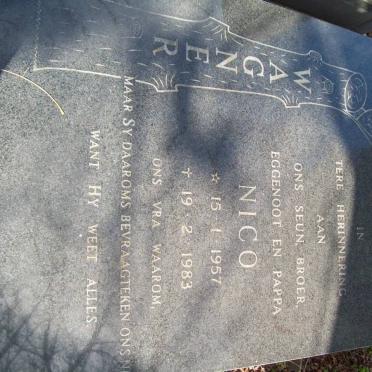 WAGNER
IN
TERE HERINNERING
AAN
ONS SEUN, BROER,
EGGENOOT EN PAPPA
NICO
☆ 15·1·1957
✝ 19·2·1983
ONS VRA WAAROM,
MAAR SY DAAROMS BEVRAAGTEKEN ONS
WANT HY WEET ALLES